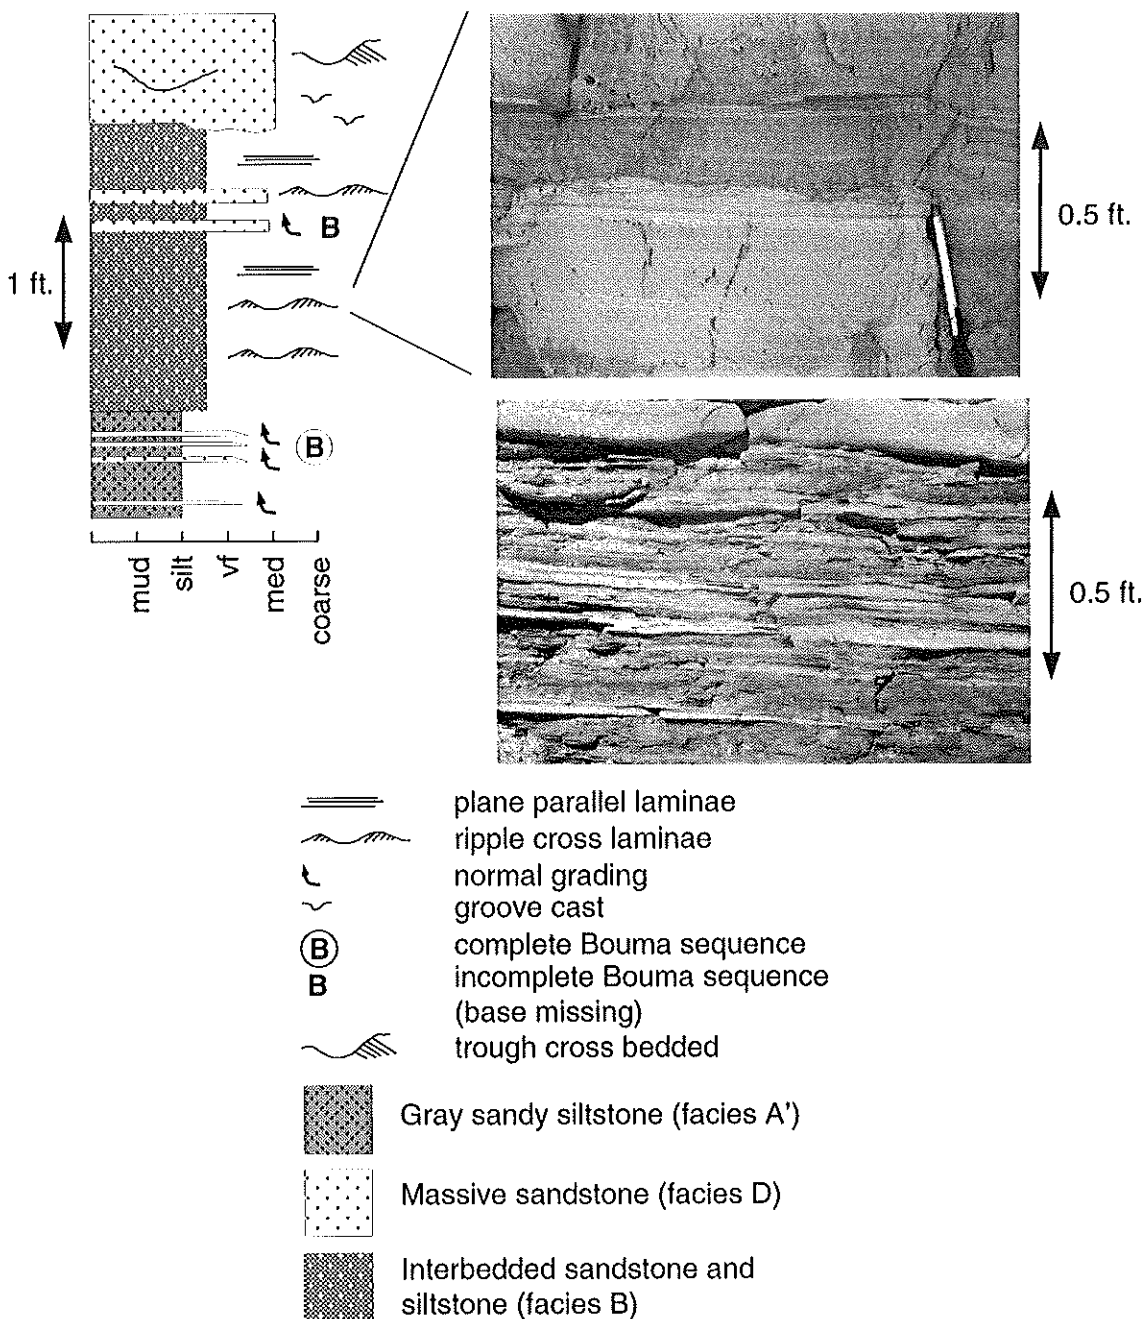 1 ft.
B
B
mud
silt
vf
med
coarse
0.5 ft.
0.5 ft.
plane parallel laminae
ripple cross laminae
normal grading
groove cast
B complete Bouma sequence
B incomplete Bouma sequence
(base missing)
trough cross bedded
Gray sandy siltstone (facies A')
Massive sandstone (facies D)
Interbedded sandstone and
siltstone (facies B)